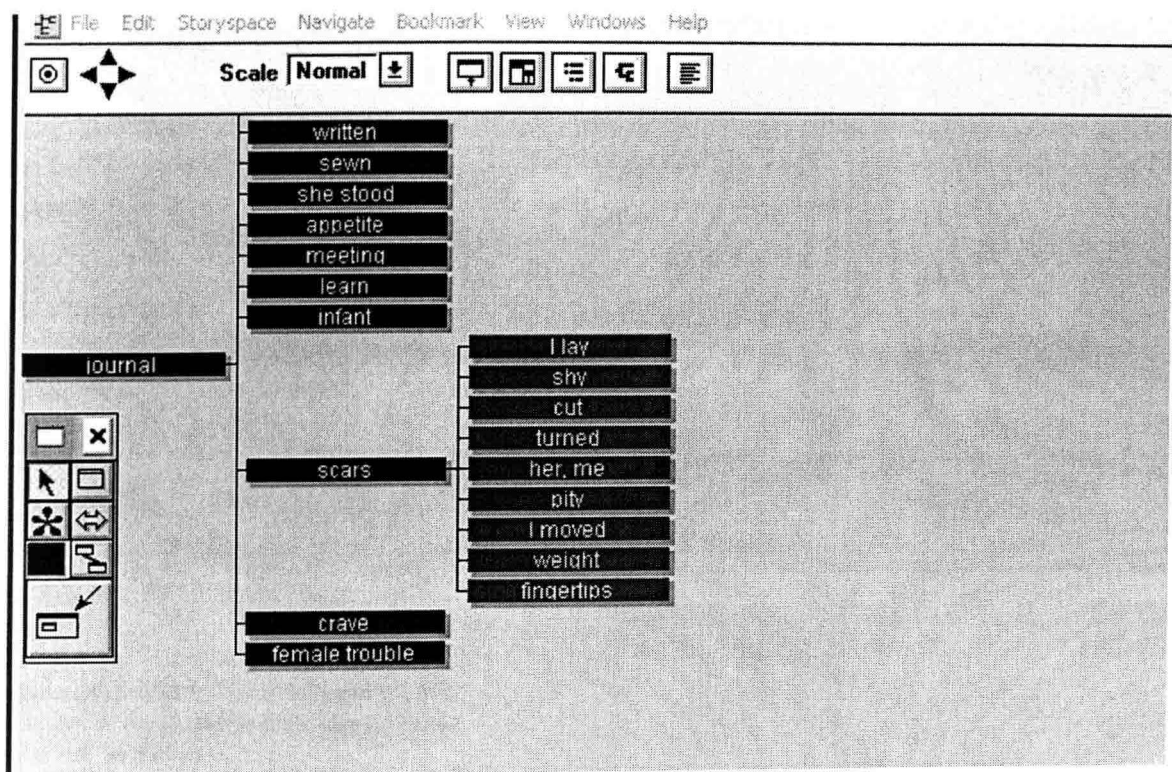 File Edit Storyspace Navigate Bookmark View Windows Help
Scale Normal
written
sewn
she stood
appetite
meeting
learn
infant
journal
I lay
shy
cut
turned
scars
her, me
pity
I moved
weight
fingertips
crave
female trouble